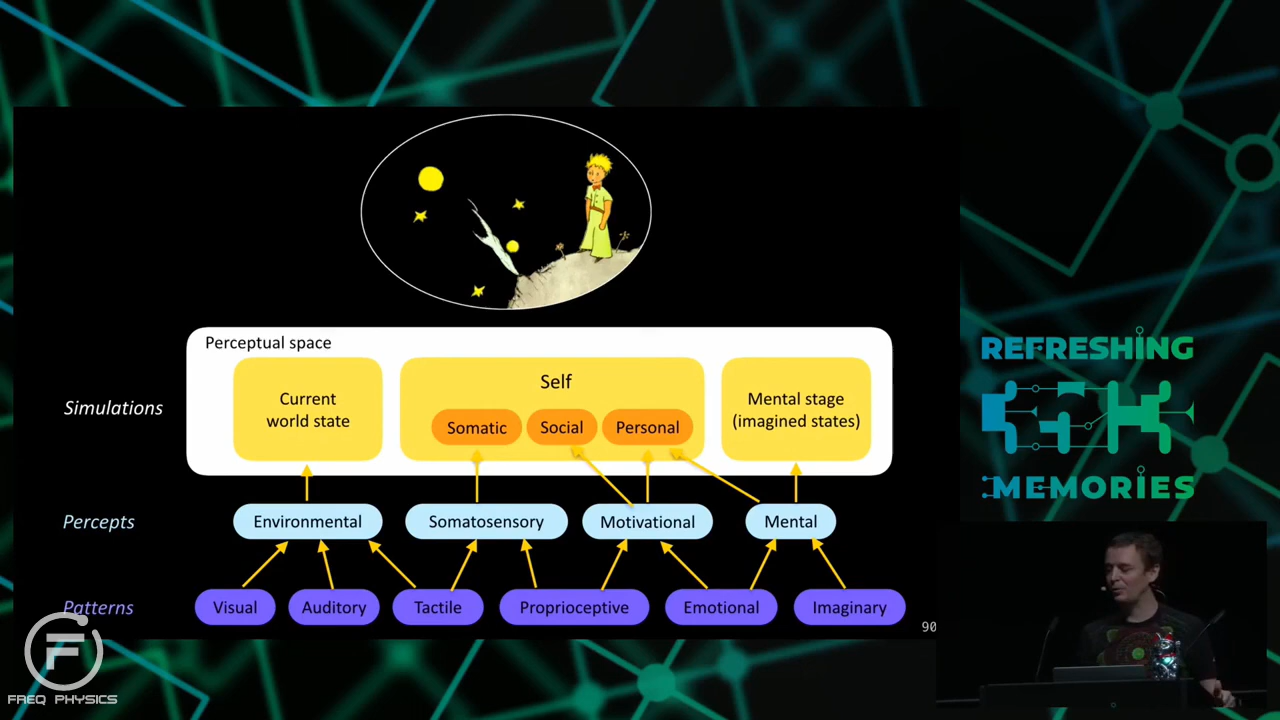 Perceptual space
Simulations
Current
world state
Self
Somatic
Social
Personal
Mental stage
(imagined states)
Percepts
Environmental
Somatosensory
Motivational
Mental
Patterns
Visual
Auditory
Tactile
Proprioceptive
Emotional
Imaginary
90
REFRESHING
MEMORIES
F
FREQ PHYSICS